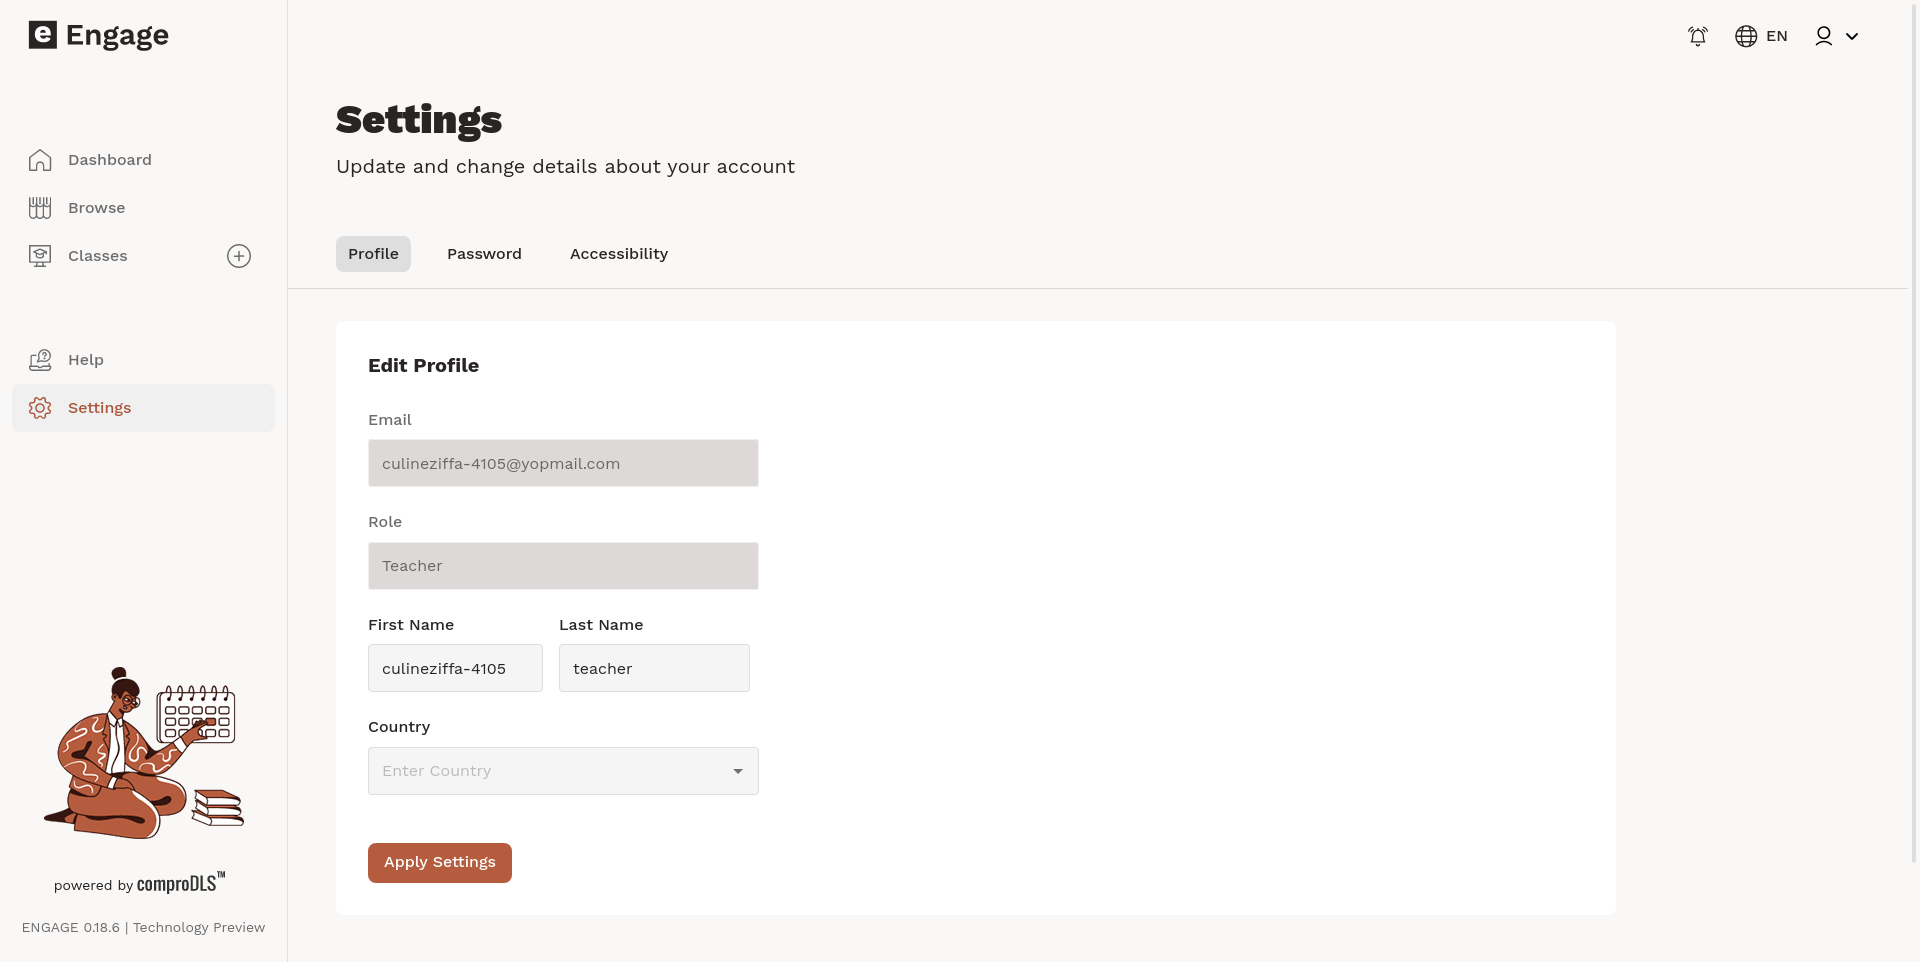 e Engage
EN
Settings
Update and change details about your account
Dashboard
Browse
Classes
Help
Settings
Profile
Password
Accessibility
Edit Profile
Email
culineziffa-4105@yopmail.com
Role
Teacher
First Name
Last Name
culineziffa-4105
teacher
Country
Enter Country
Apply Settings
powered by comproDLS™
ENGAGE 0.18.6 | Technology Preview